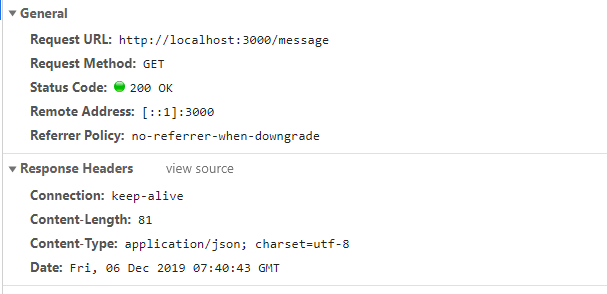 General
Request URL: http://localhost:3000/message
Request Method: GET
Status Code: 200 OK
Remote Address: [::1]:3000
Referrer Policy: no-referrer-when-downgrade
Response Headers view source
Connection: keep-alive
Content-Length: 81
Content-Type: application/json; charset=utf-8
Date: Fri, 06 Dec 2019 07:40:43 GMT